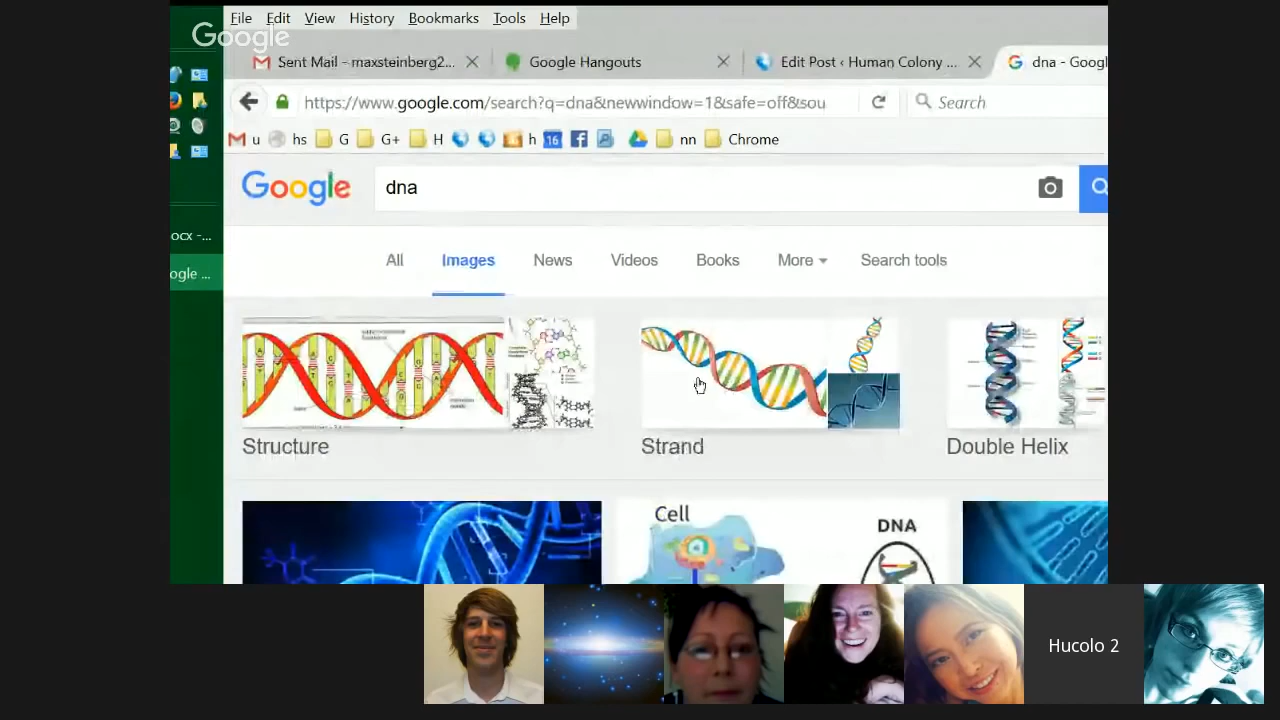 File Edit View History Bookmarks Tools Help
Google
Sent Mail - maxsteinberg2... Google Hangouts Edit Post ‹ Human Colony ... dna - Googl
https://www.google.com/search?q=dna&newwindow=1&safe=off&sou Search
u hs G G+ H h 16 nn Chrome
Google dna
ocx -...
All Images News Videos Books More Search tools
ogle ...
Structure Strand Double Helix
Cell DNA
Hucolo 2